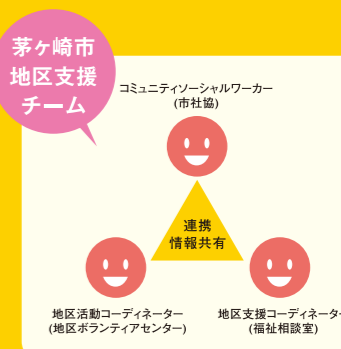 茅ヶ崎市
地区支援
チーム
コミュニティソーシャルワーカー
(市社協)
連携
情報共有
地区活動コーディネーター
(地区ボランティアセンター)
地区支援コーディネータ
(福祉相談室)